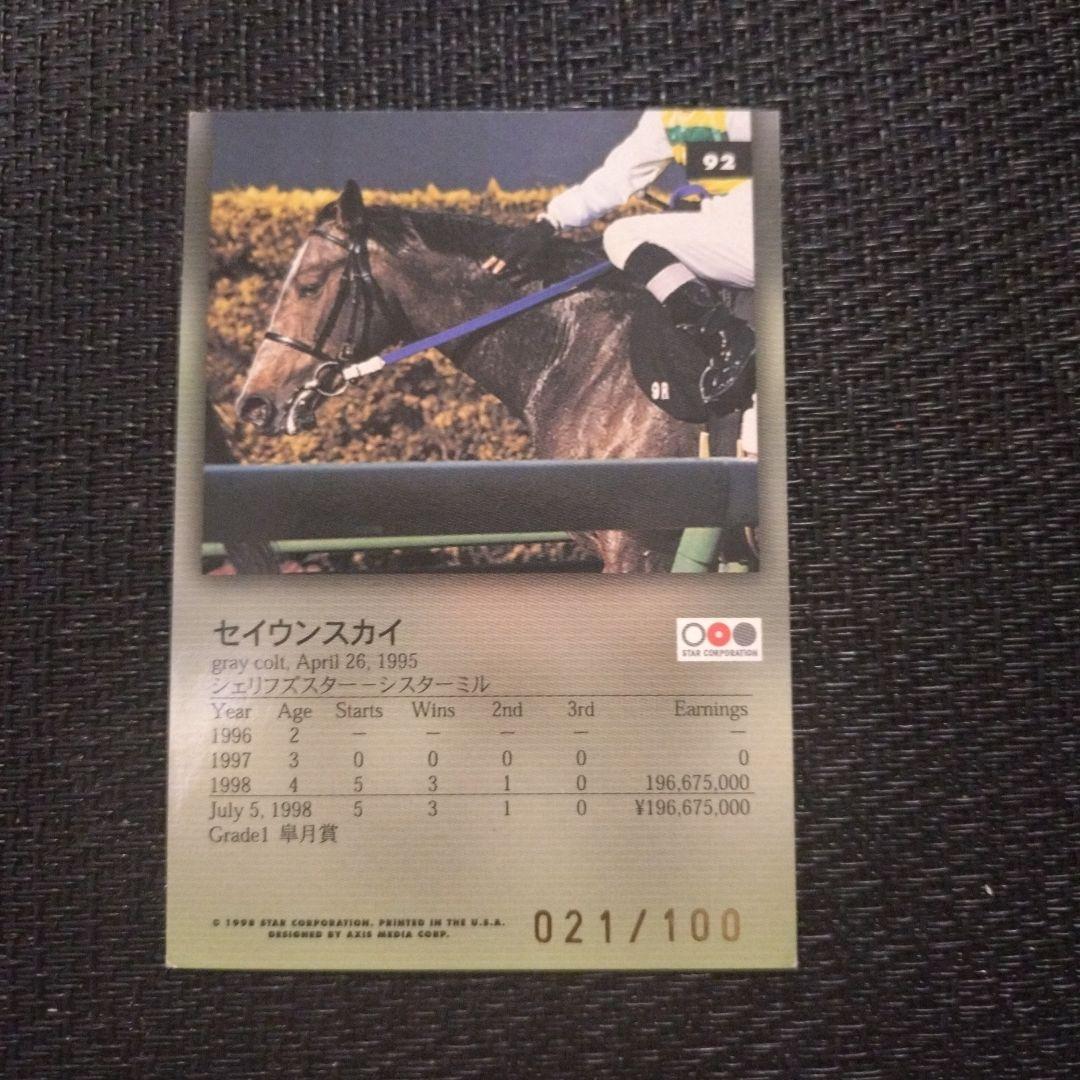 92
9R
セイウンスカイ
STAR CORPORATION
gray colt, April 26, 1995
シェリフズスターーシスターミル
Year Age Starts Wins 2nd 3rd Earnings
1996 2 — — — — —
1997 3 0 0 0 0 0
1998 4 5 3 1 0 196,675,000
July 5, 1998 5 3 1 0 ¥196,675,000
Grade1 皐月賞
© 1998 STAR CORPORATION. PRINTED IN THE U.S.A.
DESIGNED BY AXIS MEDIA CORP.
021/100